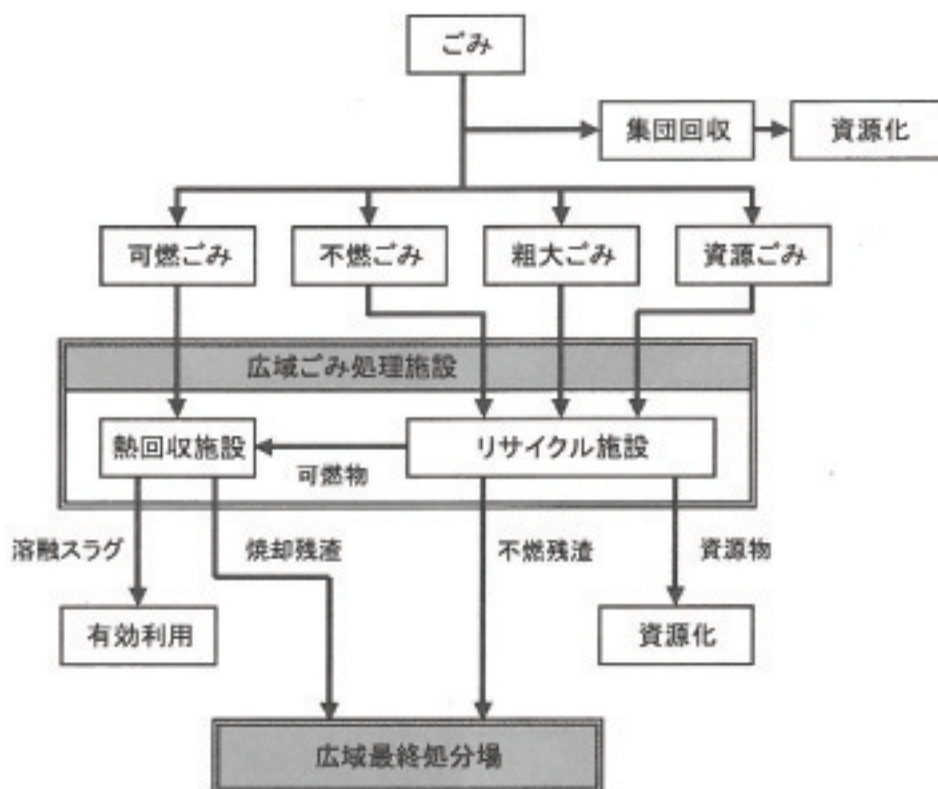 ごみ
集団回収
資源化
可燃ごみ
不燃ごみ
粗大ごみ
資源ごみ
広域ごみ処理施設
熱回収施設
リサイクル施設
可燃物
溶融スラグ
焼却残渣
不燃残渣
資源物
有効利用
資源化
広域最終処分場